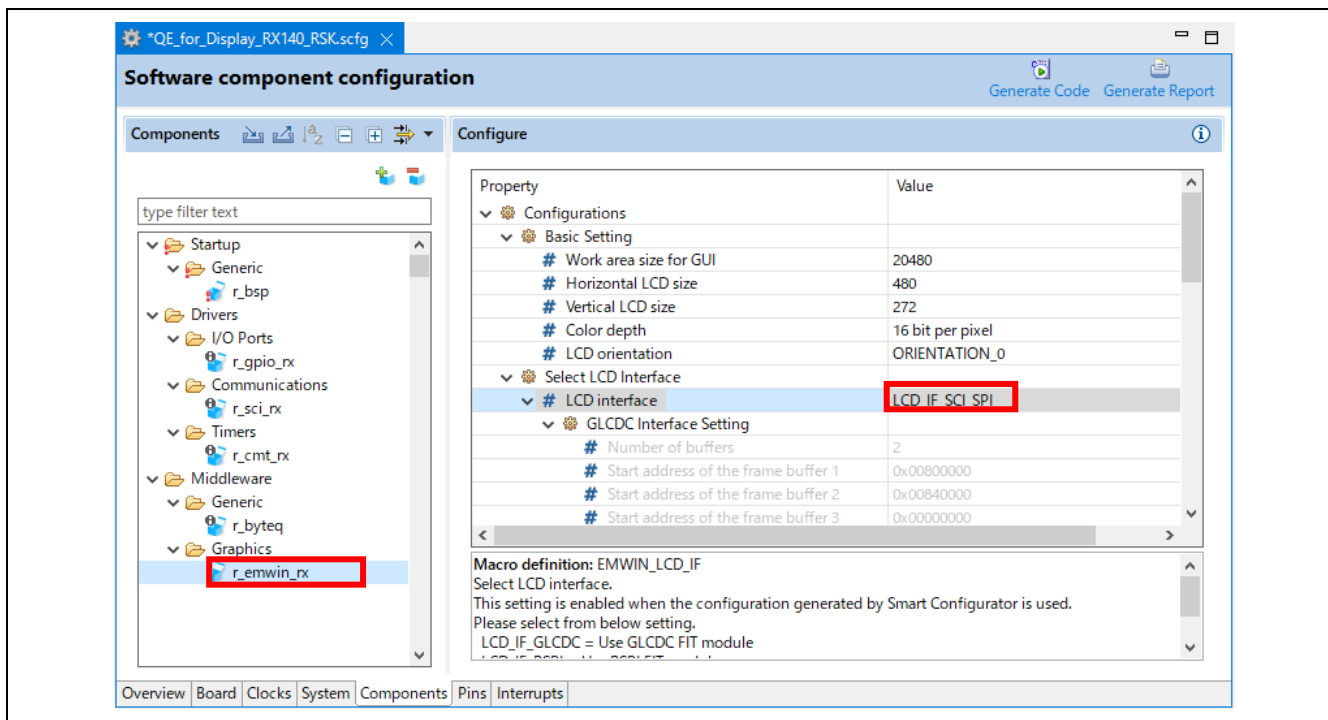 *QE_for_Display_RX140_RSK.scfg
Software component configuration
Generate Code Generate Report
Components
Configure
type filter text
Startup
Generic
r_bsp
Drivers
I/O Ports
r_gpio_rx
Communications
r_sci_rx
Timers
r_cmt_rx
Middleware
Generic
r_byteq
Graphics
r_emwin_rx
Property Value
Configurations
Basic Setting
# Work area size for GUI 20480
# Horizontal LCD size 480
# Vertical LCD size 272
# Color depth 16 bit per pixel
# LCD orientation ORIENTATION_0
Select LCD Interface
# LCD interface LCD_IF_SCI_SPI
GLCDC Interface Setting
# Number of buffers 2
# Start address of the frame buffer 1 0x00800000
# Start address of the frame buffer 2 0x00840000
# Start address of the frame buffer 3 0x00000000
Macro definition: EMWIN_LCD_IF
Select LCD interface.
This setting is enabled when the configuration generated by Smart Configurator is used.
Please select from below setting.
LCD_IF_GLCDC = Use GLCDC FIT module
Overview Board Clocks System Components Pins Interrupts